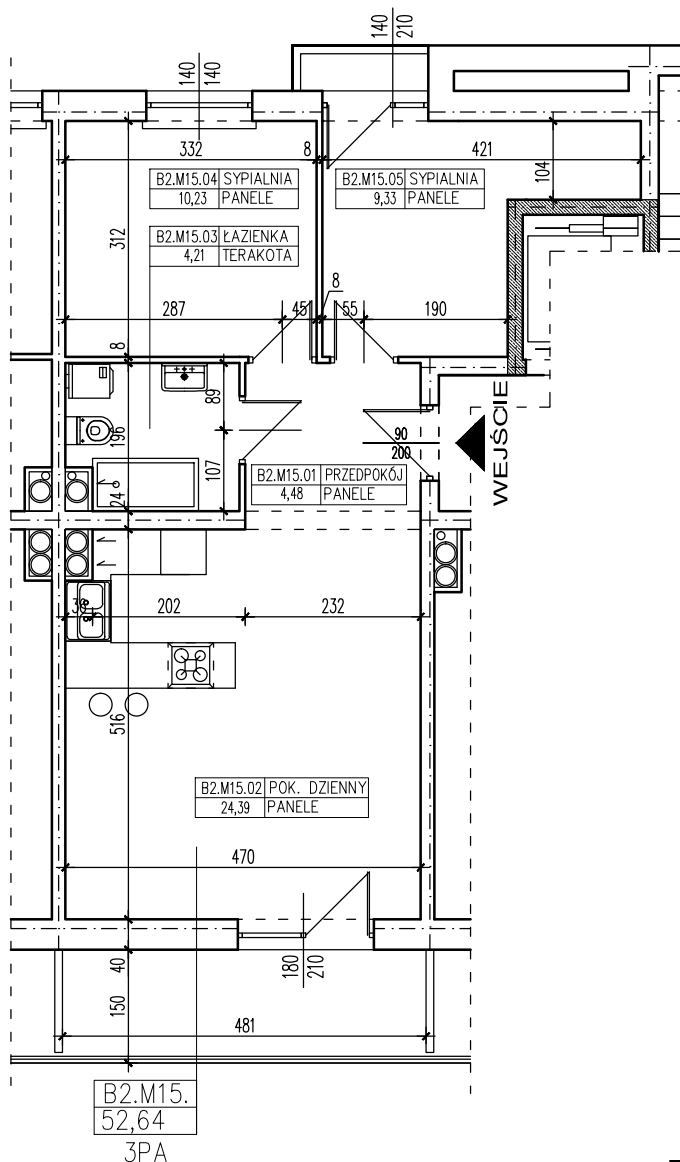 140
210
140
140
332
8
421
104
B2.M15.04 SYPIALNIA
10,23 PANELE
B2.M15.05 SYPIALNIA
9,33 PANELE
B2.M15.03 ŁAZIENKA
4,21 TERAKOTA
312
8
287
45
55
190
8
89
196
107
24
90
200
WEJŚCIE
B2.M15.01 PRZEDPOKÓJ
4,48 PANELE
202
232
516
B2.M15.02 POK. DZIENNY
24,39 PANELE
470
180
210
40
150
481
B2.M15.
52,64
3PA